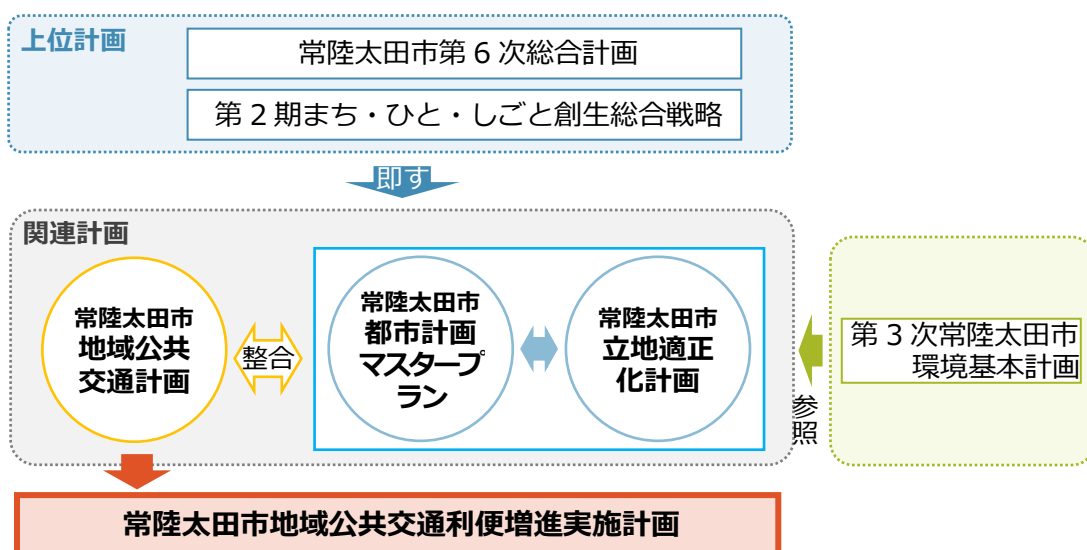 上位計画
常陸太田市第６次総合計画
第２期まち・ひと・しごと創生総合戦略
即す
関連計画
常陸太田市
地域公共
交通計画
整合
常陸太田市
都市計画
マスタープ
ラン
常陸太田市
立地適正
化計画
参照
第３次常陸太田市
環境基本計画
常陸太田市地域公共交通利便増進実施計画